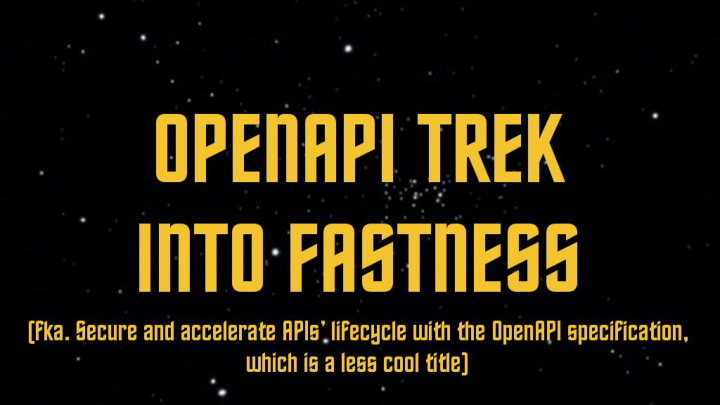 OPENAPI TREK
INTO FASTNESS
(fka. Secure and accelerate APIs' lifecycle with the OpenAPI specification,
which is a less cool title)